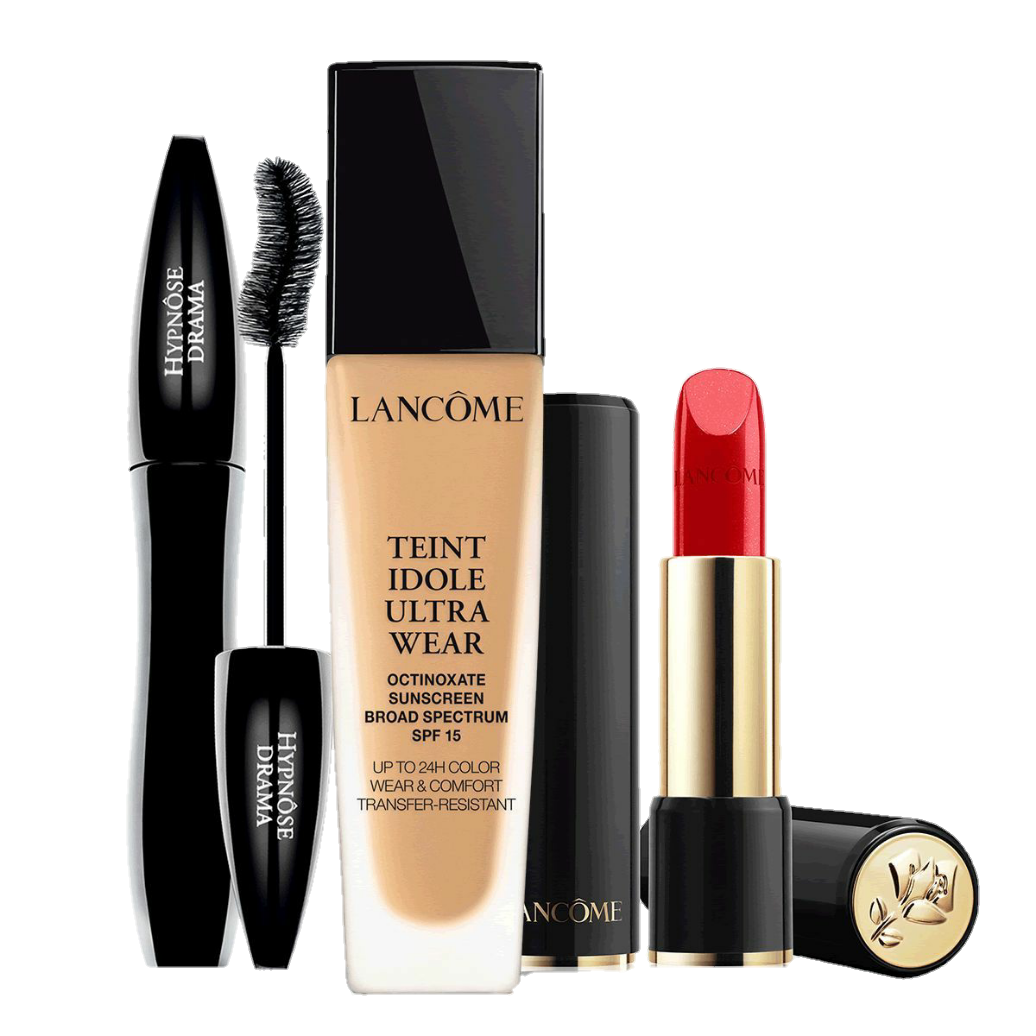 HYPNÔSE
DRAMA
HYPNÔSE
DRAMA
LANCÔME
TEINT
IDOLE
ULTRA
WEAR
OCTINOXATE
SUNSCREEN
BROAD SPECTRUM
SPF 15
UP TO 24H COLOR
WEAR & COMFORT
TRANSFER-RESISTANT
ANCÔME
LANCÔME